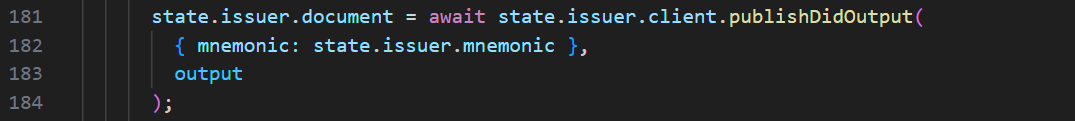 181 state.issuer.document = await state.issuer.client.publishDidOutput(
182 { mnemonic: state.issuer.mnemonic },
183 output
184 );